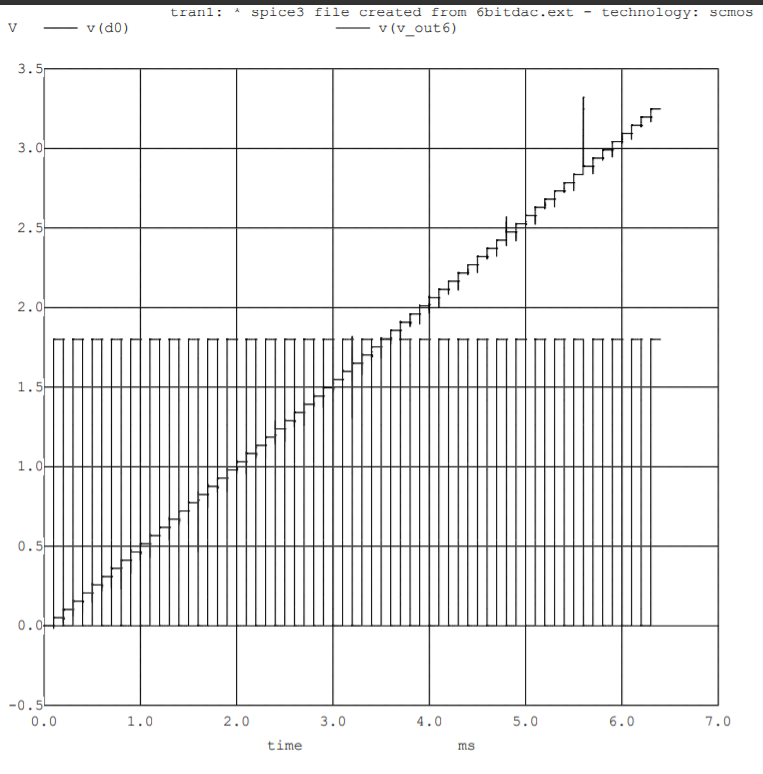 tran1: * spice3 file created from 6bitdac.ext - technology: scmos
V v(d0) v(v_out6)
3.5
3.0
2.5
2.0
1.5
1.0
0.5
0.0
-0.5
0.0 1.0 2.0 3.0 4.0 5.0 6.0 7.0
time ms